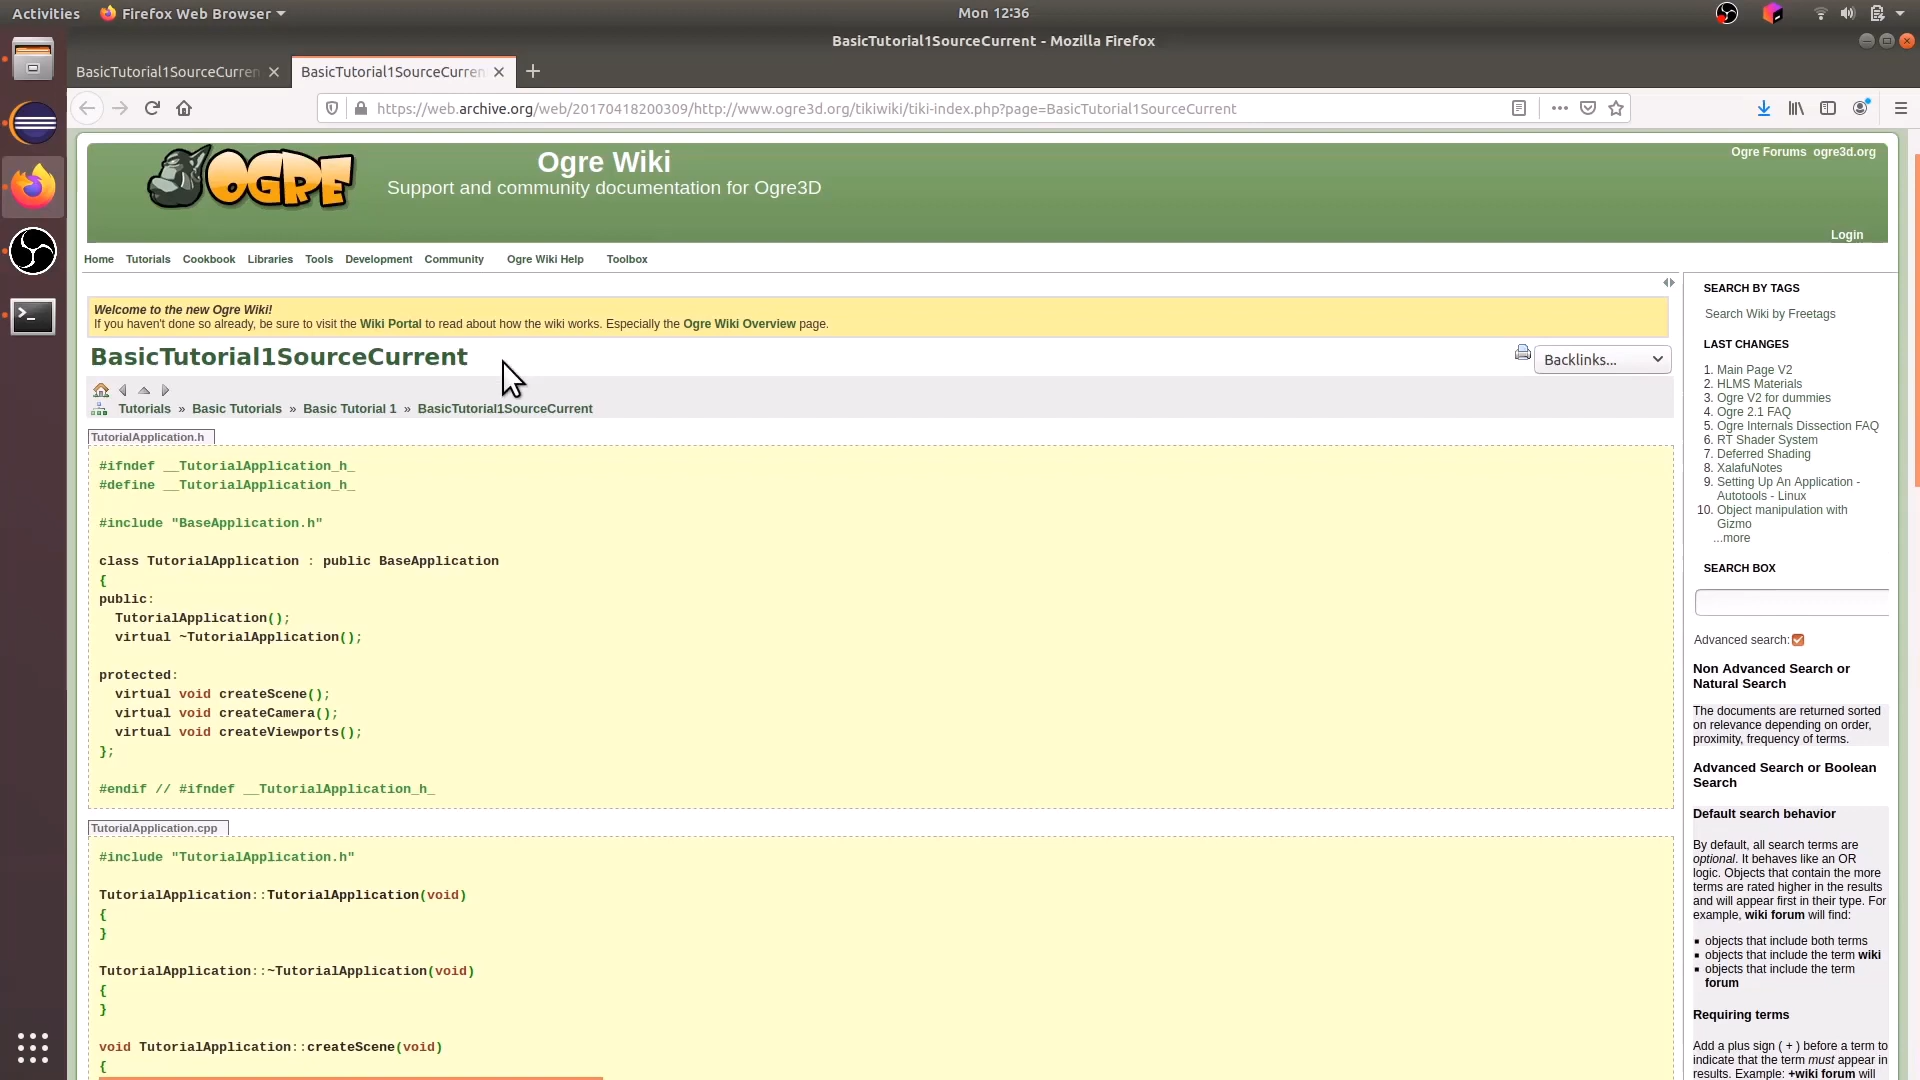 Activities
Firefox Web Browser
Mon 12:36
BasicTutorial1SourceCurrent - Mozilla Firefox
BasicTutorial1SourceCurren
BasicTutorial1SourceCurren
https://web.archive.org/web/20170418200309/http://www.ogre3d.org/tikiwiki/tiki-index.php?page=BasicTutorial1SourceCurrent
OGRE
Ogre Wiki
Support and community documentation for Ogre3D
Ogre Forums ogre3d.org
Login
Home Tutorials Cookbook Libraries Tools Development Community Ogre Wiki Help Toolbox
Welcome to the new Ogre Wiki!
If you haven't done so already, be sure to visit the Wiki Portal to read about how the wiki works. Especially the Ogre Wiki Overview page.
BasicTutorial1SourceCurrent
Backlinks...
Tutorials » Basic Tutorials » Basic Tutorial 1 » BasicTutorial1SourceCurrent
TutorialApplication.h
#ifndef __TutorialApplication_h_
#define __TutorialApplication_h_
#include "BaseApplication.h"
class TutorialApplication : public BaseApplication
{
public:
TutorialApplication();
virtual ~TutorialApplication();
protected:
virtual void createScene();
virtual void createCamera();
virtual void createViewports();
};
#endif // #ifndef __TutorialApplication_h_
TutorialApplication.cpp
#include "TutorialApplication.h"
TutorialApplication::TutorialApplication(void)
{
}
TutorialApplication::~TutorialApplication(void)
{
}
void TutorialApplication::createScene(void)
{
SEARCH BY TAGS
Search Wiki by Freetags
LAST CHANGES
1. Main Page V2
2. HLMS Materials
3. Ogre V2 for dummies
4. Ogre 2.1 FAQ
5. Ogre Internals Dissection FAQ
6. RT Shader System
7. Deferred Shading
8. XalafuNotes
9. Setting Up An Application -
Autotools - Linux
10. Object manipulation with
Gizmo
...more
SEARCH BOX
Advanced search:
Non Advanced Search or
Natural Search
The documents are returned sorted
on relevance depending on order,
proximity, frequency of terms.
Advanced Search or Boolean
Search
Default search behavior
By default, all search terms are
optional. It behaves like an OR
logic. Objects that contain the more
terms are rated higher in the results
and will appear first in their type. For
example, wiki forum will find:
objects that include both terms
objects that include the term wiki
objects that include the term
forum
Requiring terms
Add a plus sign ( + ) before a term to
indicate that the term must appear in
results. Example: +wiki forum will